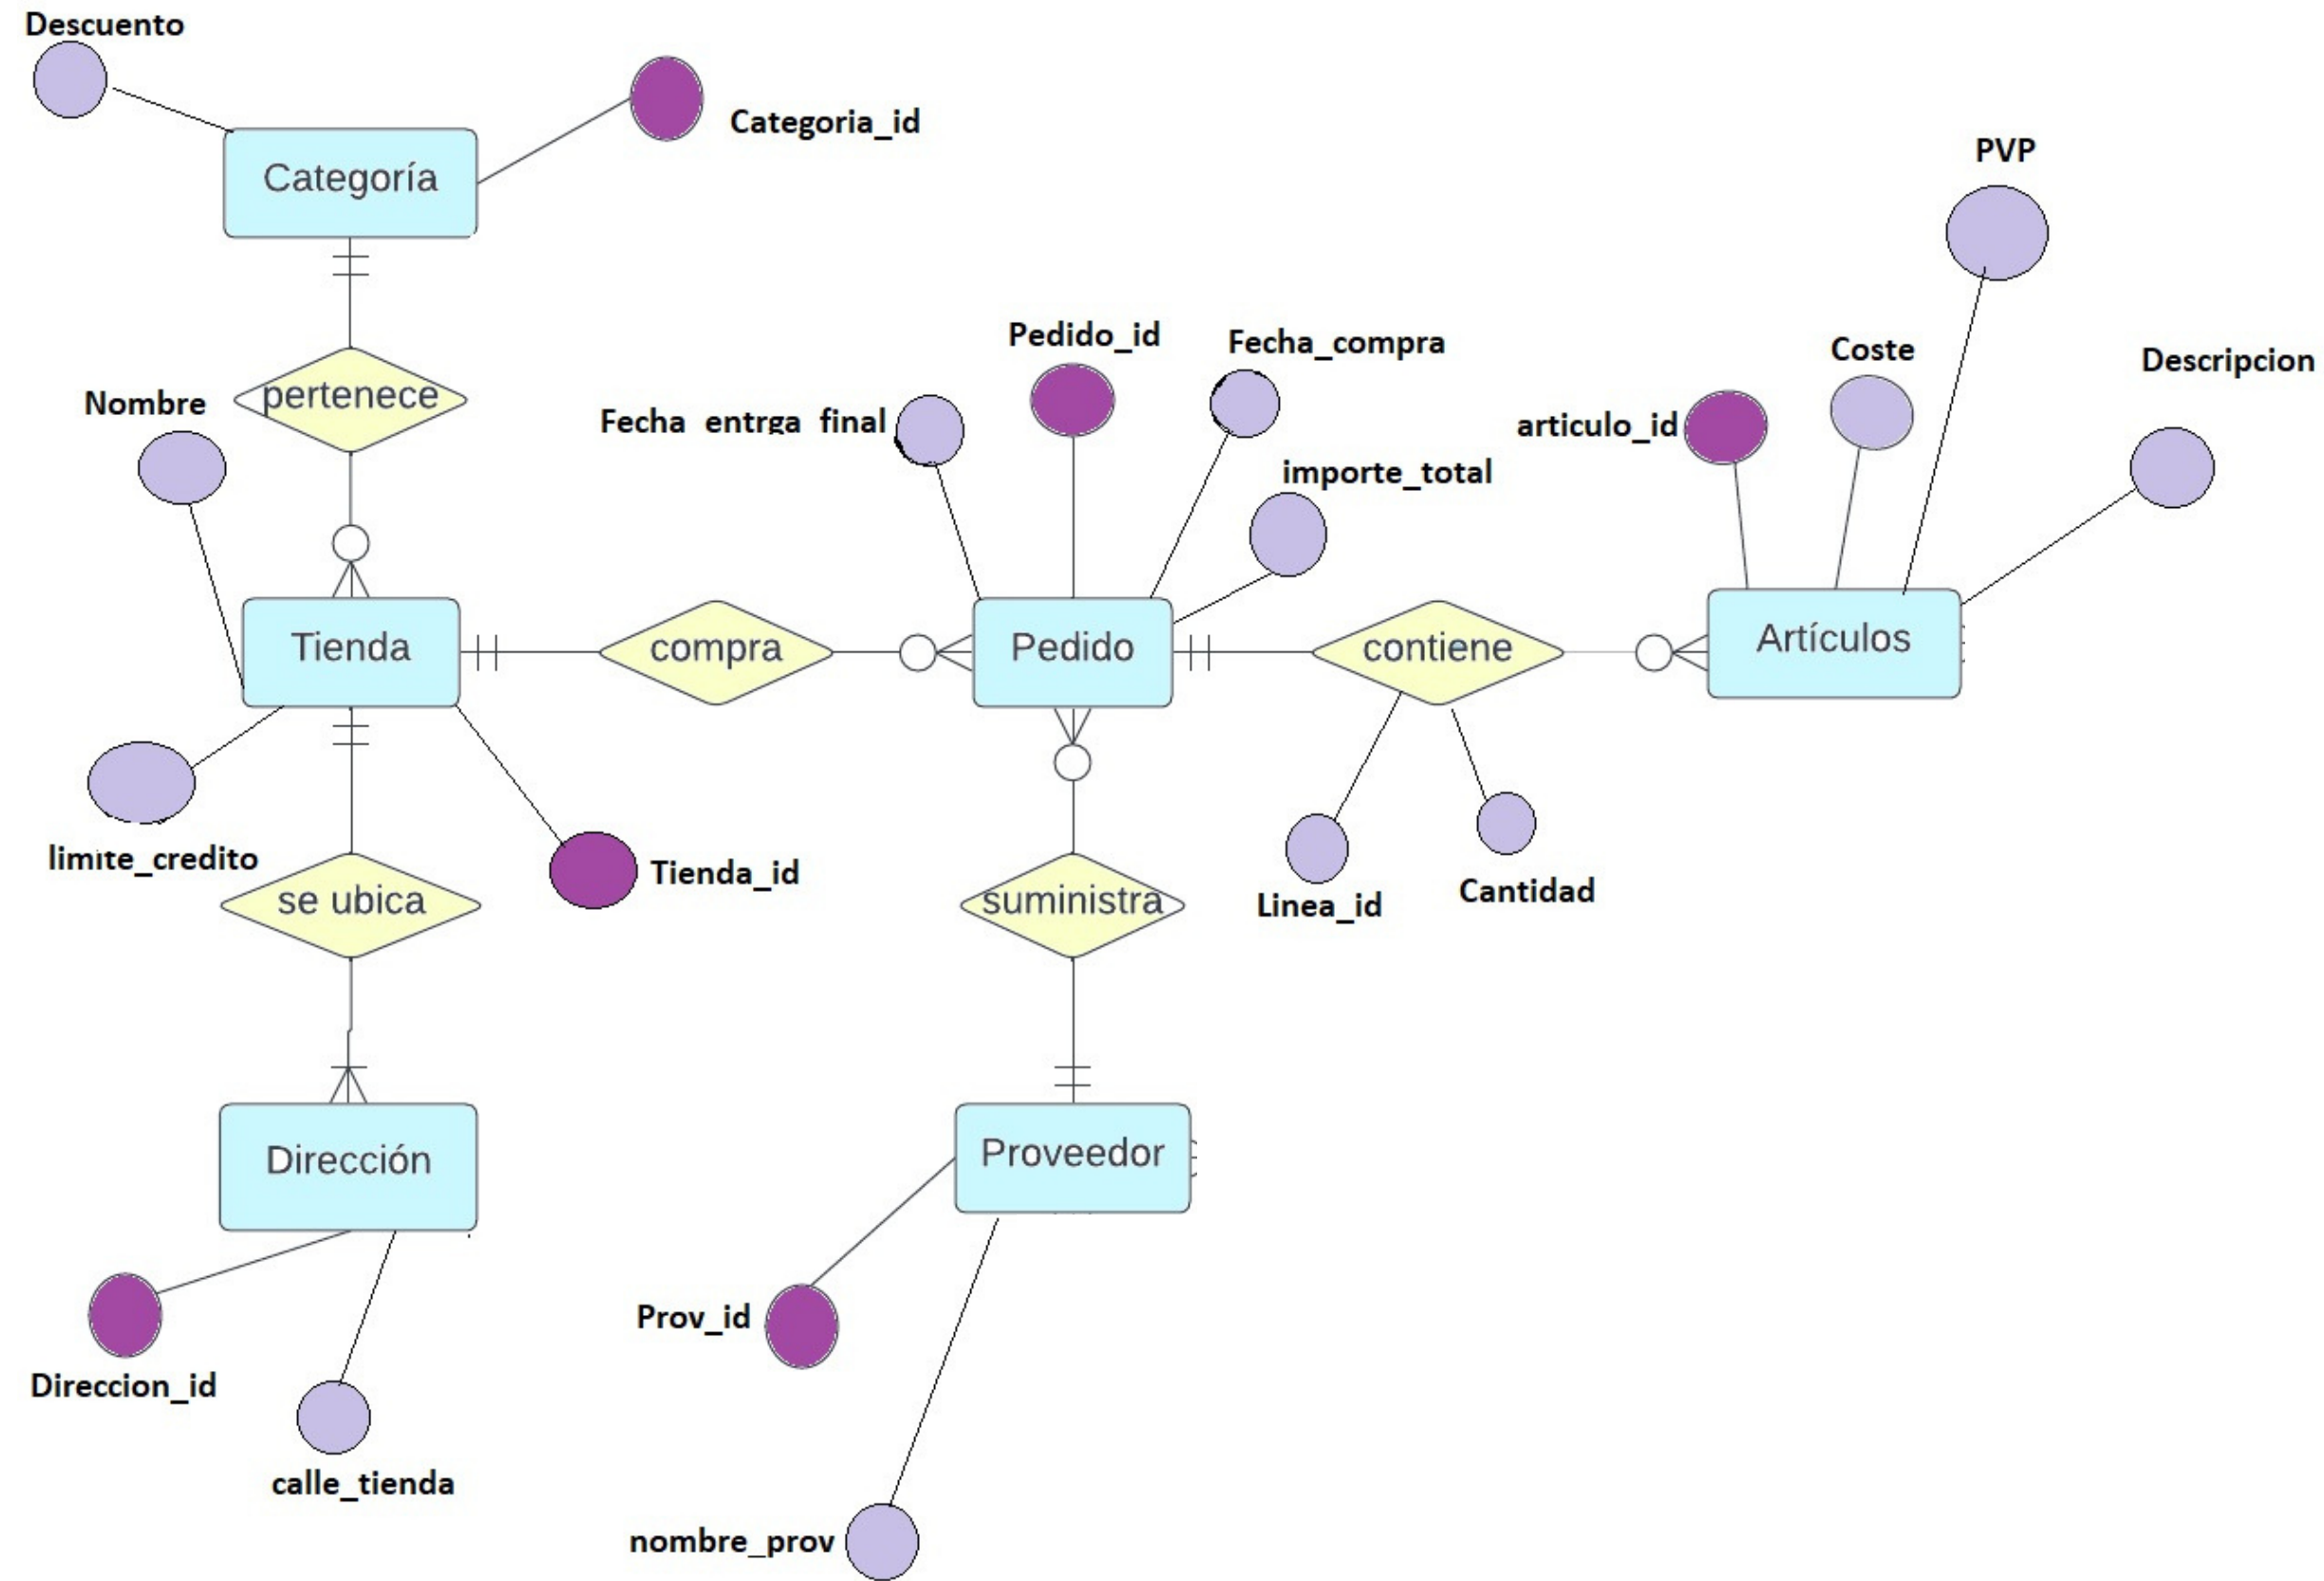 Descuento
Categoria_id
Categoría
PVP
pertenece
Nombre
Pedido_id
Fecha_compra
Coste
Descripcion
Fecha_entrga_final
articulo_id
importe_total
Tienda
compra
Pedido
contiene
Artículos
limite_credito
Tienda_id
se ubica
suministra
Linea_id
Cantidad
Dirección
Proveedor
Prov_id
Direccion_id
calle_tienda
nombre_prov